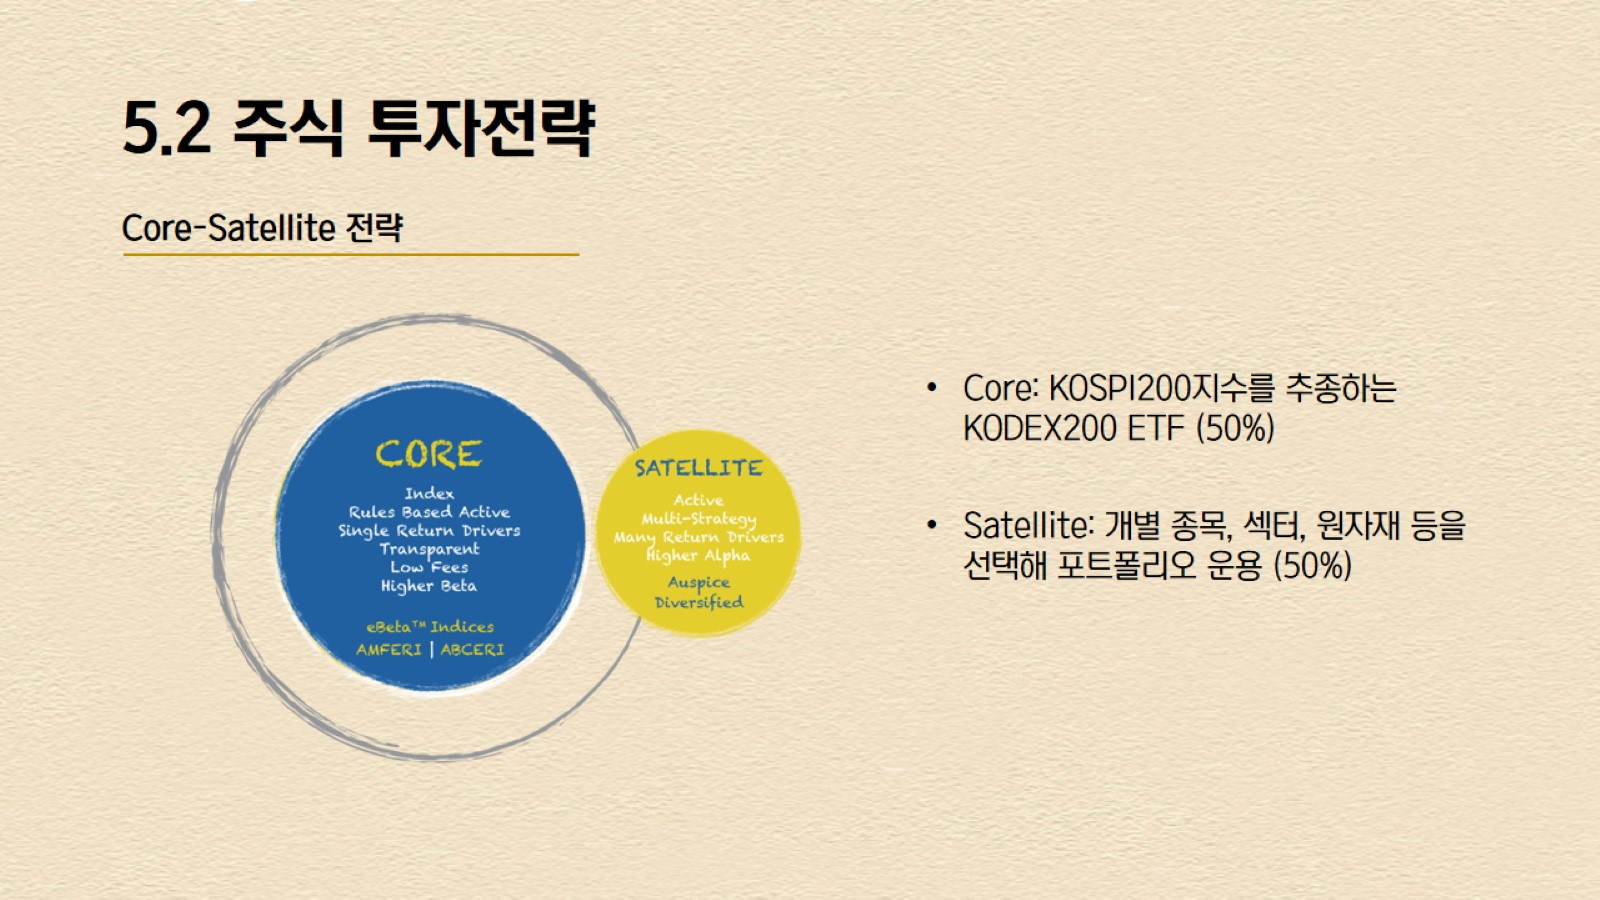 5.2 주식 투자전략
Core-Satellite 전략
CORE
Index
Rules Based Active
Single Return Drivers
Transparent
Low Fees
Higher Beta
eBeta™ Indices
AMFERI | ABCERI
SATELLITE
Active
Multi-Strategy
Many Return Drivers
Higher Alpha
Auspice
Diversified
• Core: KOSPI200지수를 추종하는
KODEX200 ETF (50%)
• Satellite: 개별 종목, 섹터, 원자재 등을
선택해 포트폴리오 운용 (50%)